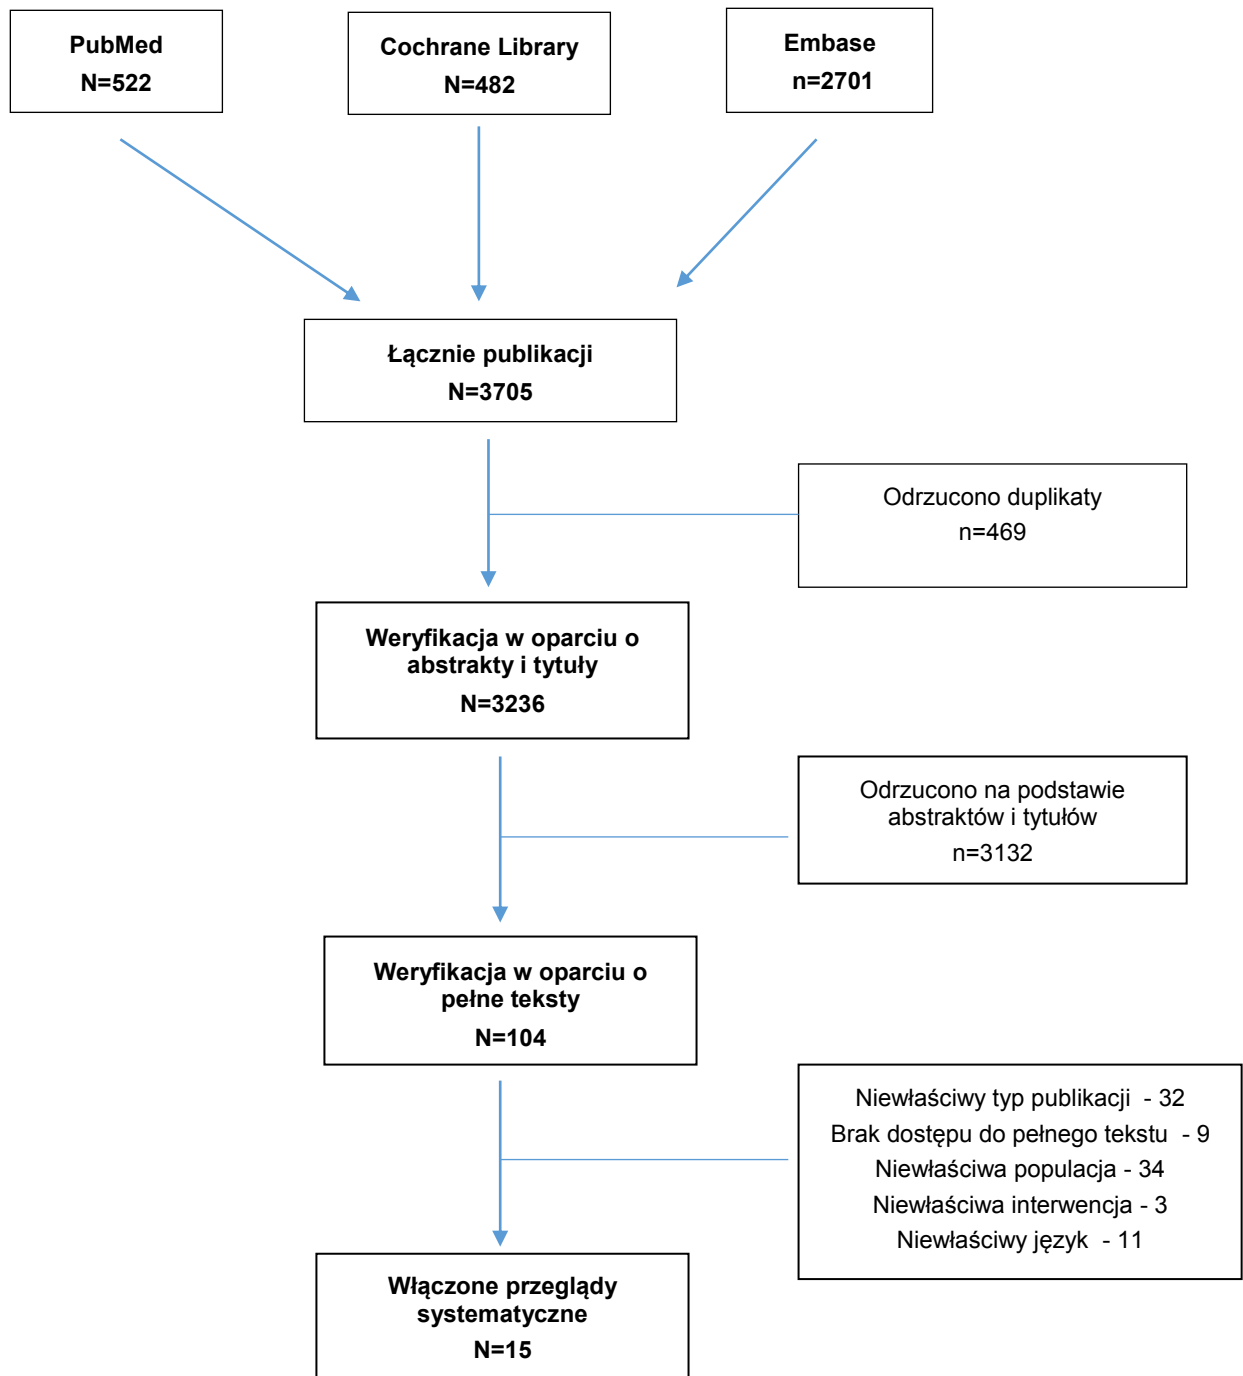 PubMed
N=522
Cochrane Library
N=482
Embase
n=2701
Łącznie publikacji
N=3705
Odrzucono duplikaty
n=469
Weryfikacja w oparciu o
abstrakty i tytuły
N=3236
Odrzucono na podstawie
abstraktów i tytułów
n=3132
Weryfikacja w oparciu o
pełne teksty
N=104
Niewłaściwy typ publikacji - 32
Brak dostępu do pełnego tekstu - 9
Niewłaściwa populacja - 34
Niewłaściwa interwencja - 3
Niewłaściwy język - 11
Włączone przeglądy
systematyczne
N=15